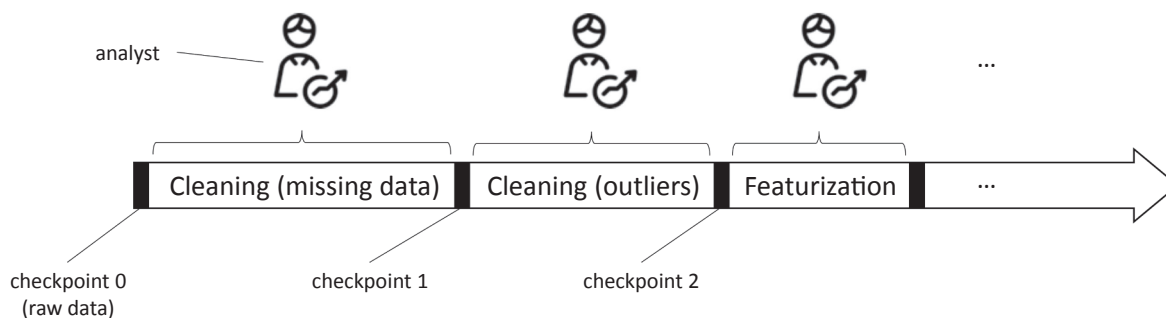 analyst
...
Cleaning (missing data)
Cleaning (outliers)
Featurization
...
checkpoint 0
(raw data)
checkpoint 1
checkpoint 2